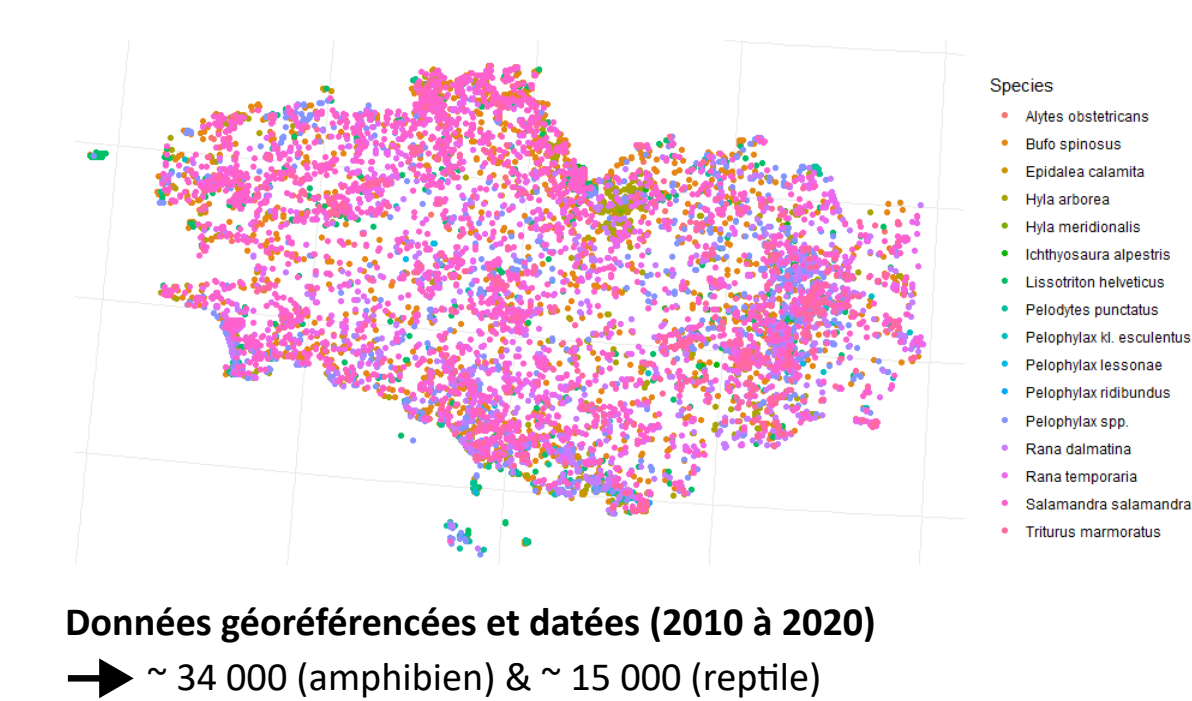 Species
Alytes obstetricans
Bufo spinosus
Epidalea calamita
Hyla arborea
Hyla meridionalis
Ichthyosaura alpestris
Lissotriton helveticus
Pelodytes punctatus
Pelophylax kl. esculentus
Pelophylax lessonae
Pelophylax ridibundus
Pelophylax spp.
Rana dalmatina
Rana temporaria
Salamandra salamandra
Triturus marmoratus
Données géoréférencées et datées (2010 à 2020)
~ 34 000 (amphibien) & ~ 15 000 (reptile)